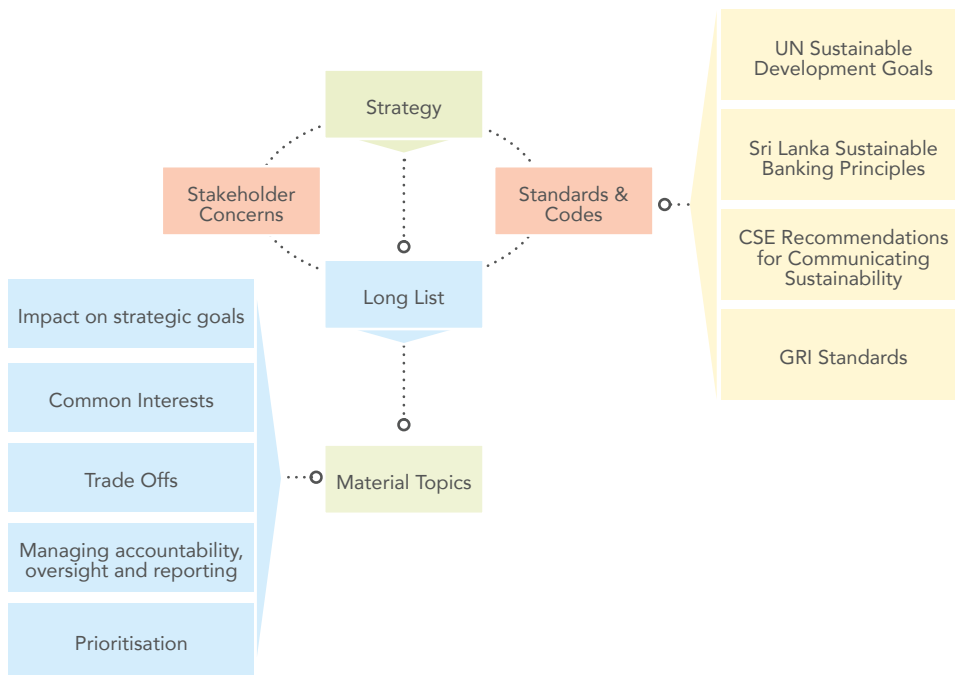 UN Sustainable
Development Goals
Strategy
Sri Lanka Sustainable
Banking Principles
Stakeholder
Concerns
Standards &
Codes
CSE Recommendations
for Communicating
Sustainability
Long List
Impact on strategic goals
GRI Standards
Common Interests
Trade Offs
Material Topics
Managing accountability,
oversight and reporting
Prioritisation